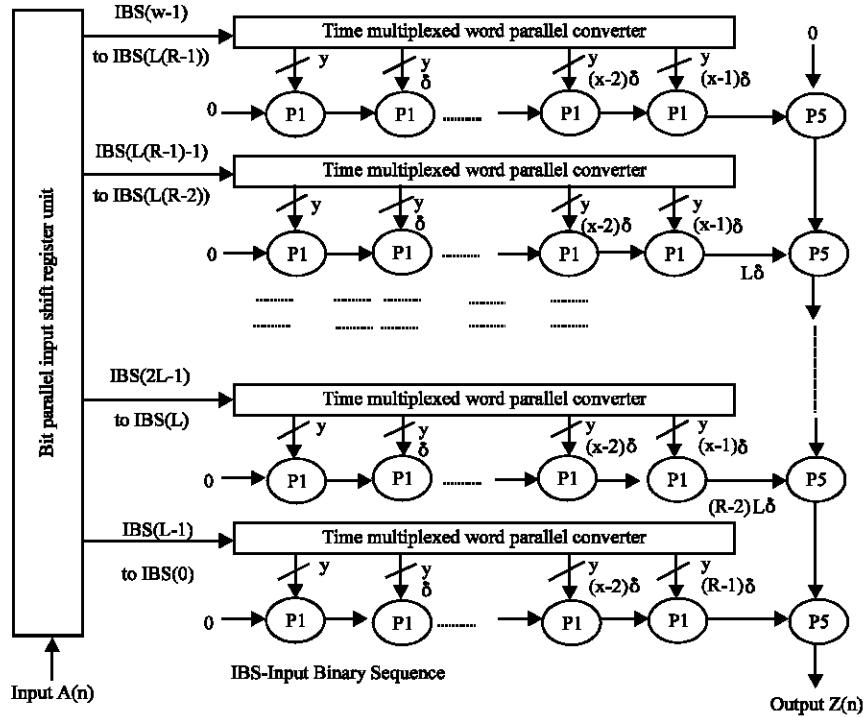 IBS(w-1)
to IBS(L(R-1))
Time multiplexed word parallel converter
0
y
y
δ
y
(x-2)δ
y
(x-1)δ
0
P1
P1
P1
P1
P5
IBS(L(R-1)-1)
to IBS(L(R-2))
Time multiplexed word parallel converter
y
y
δ
y
(x-2)δ
y
(x-1)δ
0
P1
P1
P1
P1
P5
Lδ
Bit parallel input shift register unit
IBS(2L-1)
to IBS(L)
Time multiplexed word parallel converter
y
y
δ
y
(x-2)δ
y
(x-1)δ
0
P1
P1
P1
P1
P5
(R-2)Lδ
IBS(L-1)
to IBS(0)
Time multiplexed word parallel converter
y
y
δ
y
(x-2)δ
y
(R-1)δ
0
P1
P1
P1
P1
P5
IBS-Input Binary Sequence
Input A(n)
Output Z(n)